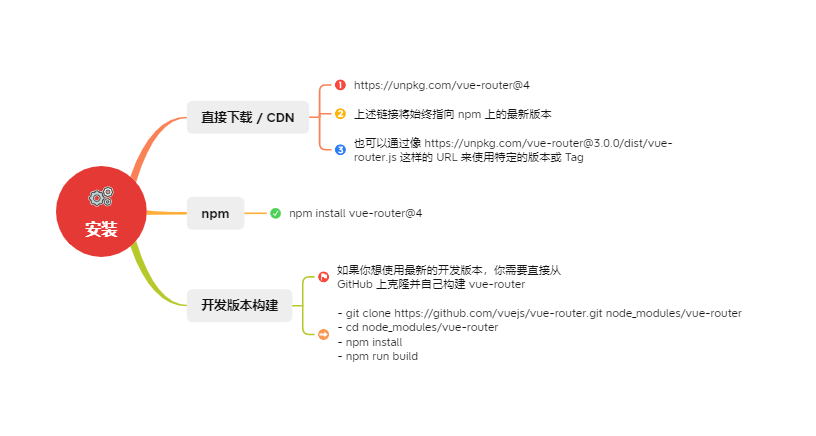 安装
直接下载 / CDN
1 https://unpkg.com/vue-router@4
2 上述链接将始终指向 npm 上的最新版本
3 也可以通过像 https://unpkg.com/vue-router@3.0.0/dist/vue-
router.js 这样的 URL 来使用特定的版本或 Tag
npm
npm install vue-router@4
开发版本构建
如果你想使用最新的开发版本，你需要直接从
GitHub 上克隆并自己构建 vue-router
- git clone https://github.com/vuejs/vue-router.git node_modules/vue-router
- cd node_modules/vue-router
- npm install
- npm run build